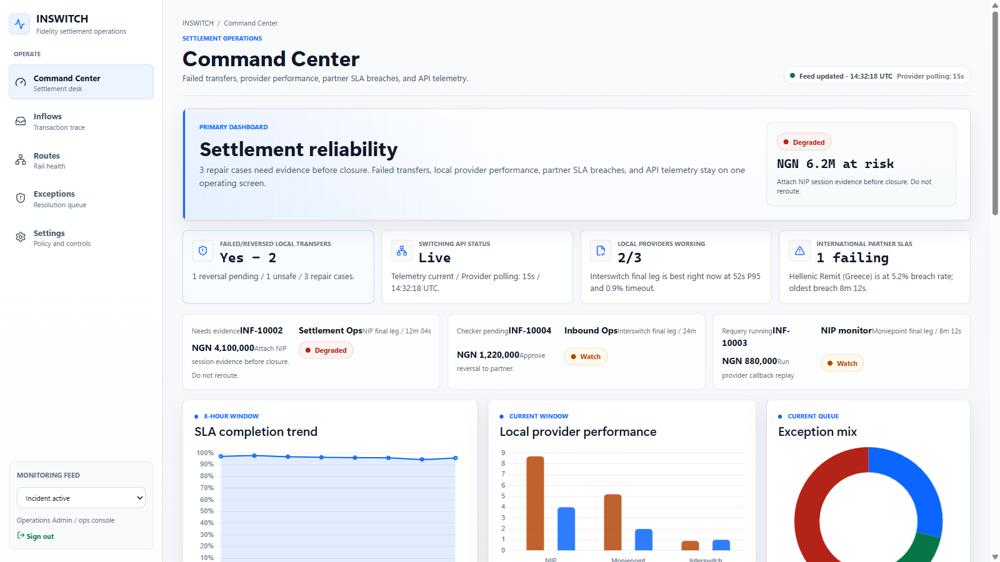 INSWITCH
Fidelity settlement operations
OPERATE
Command Center
Settlement desk
Inflows
Transaction trace
Routes
Rail health
Exceptions
Resolution queue
Settings
Policy and controls
MONITORING FEED
Incident active
Operations Admin / ops console
Sign out
INSWITCH / Command Center
SETTLEMENT OPERATIONS
Command Center
Failed transfers, provider performance, partner SLA breaches, and API telemetry.
Feed updated - 14:32:18 UTC Provider polling: 15s
PRIMARY DASHBOARD
Settlement reliability
3 repair cases need evidence before closure. Failed transfers, local provider performance, partner SLA breaches, and API telemetry stay on one
operating screen.
Degraded
NGN 6.2M at risk
Attach NIP session evidence before closure. Do not
reroute.
FAILED/REVERSED LOCAL TRANSFERS
Yes – 2
1 reversal pending / 1 unsafe / 3 repair cases.
SWITCHING API STATUS
Live
Telemetry current / Provider polling: 15s /
14:32:18 UTC.
LOCAL PROVIDERS WORKING
2/3
Interswitch final leg is best right now at 52s P95
and 0.9% timeout.
INTERNATIONAL PARTNER SLAS
1 failing
Hellenic Remit (Greece) is at 5.2% breach rate;
oldest breach 8m 12s.
Needs evidenceINF-10002
NGN 4,100,000Attach NIP
session evidence before closure.
Do not reroute.
Settlement OpsNIP final leg / 12m 04s
Degraded
Checker pendingINF-10004
NGN 1,220,000Approve
reversal to partner.
Inbound OpsInterswitch final leg / 24m
Watch
Requery runningINF-
10003
NGN 880,000Run
provider callback replay.
NIP monitorMoniepoint final leg / 8m 12s
Watch
8-HOUR WINDOW
SLA completion trend
100%
90%
80%
70%
60%
50%
40%
30%
20%
10%
CURRENT WINDOW
Local provider performance
9
8
7
6
5
4
3
2
1
0
NIP
Moniepoint
Interswitch
CURRENT QUEUE
Exception mix